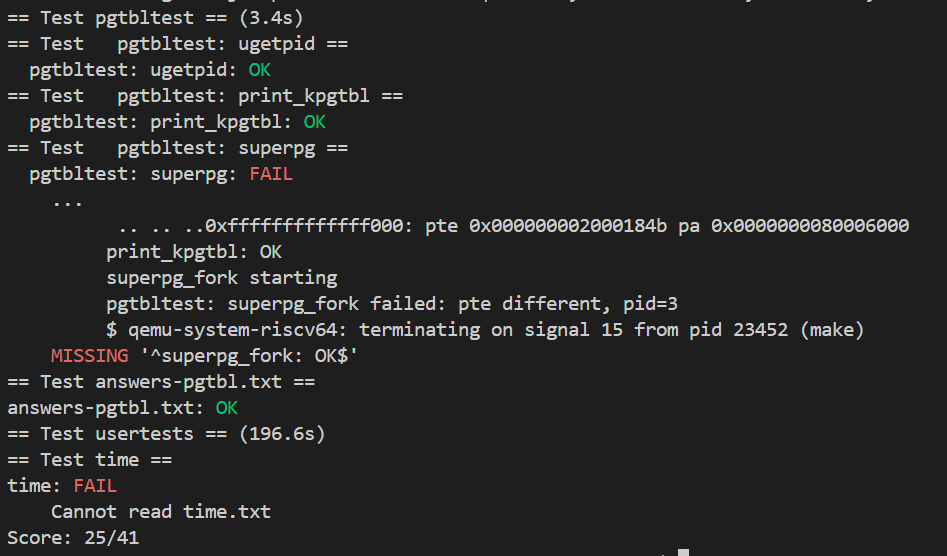 == Test pgtbltest == (3.4s)
== Test   pgtbltest: ugetpid ==
  pgtbltest: ugetpid: OK
== Test   pgtbltest: print_kpgtbl ==
  pgtbltest: print_kpgtbl: OK
== Test   pgtbltest: superpg ==
  pgtbltest: superpg: FAIL
    ...
         .. .. ..0xfffffffffffff000: pte 0x000000002000184b pa 0x0000000080006000
         print_kpgtbl: OK
         superpg_fork starting
         pgtbltest: superpg_fork failed: pte different, pid=3
         $ qemu-system-riscv64: terminating on signal 15 from pid 23452 (make)
    MISSING '^superpg_fork: OK$'
== Test answers-pgtbl.txt ==
answers-pgtbl.txt: OK
== Test usertests == (196.6s)
== Test time ==
time: FAIL
    Cannot read time.txt
Score: 25/41